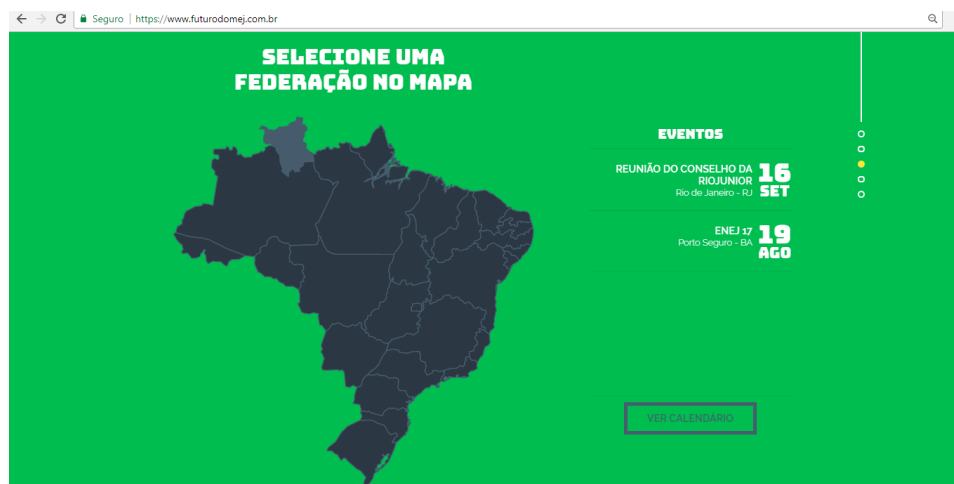 Seguro | https://www.futurodomej.com.br
SELECIONE UMA
FEDERAÇÃO NO MAPA
EVENTOS
REUNIÃO DO CONSELHO DA
RIOJUNIOR
Rio de Janeiro - RJ
16
SET
ENEJ 17
Porto Seguro - BA
19
AGO
VER CALENDARIO